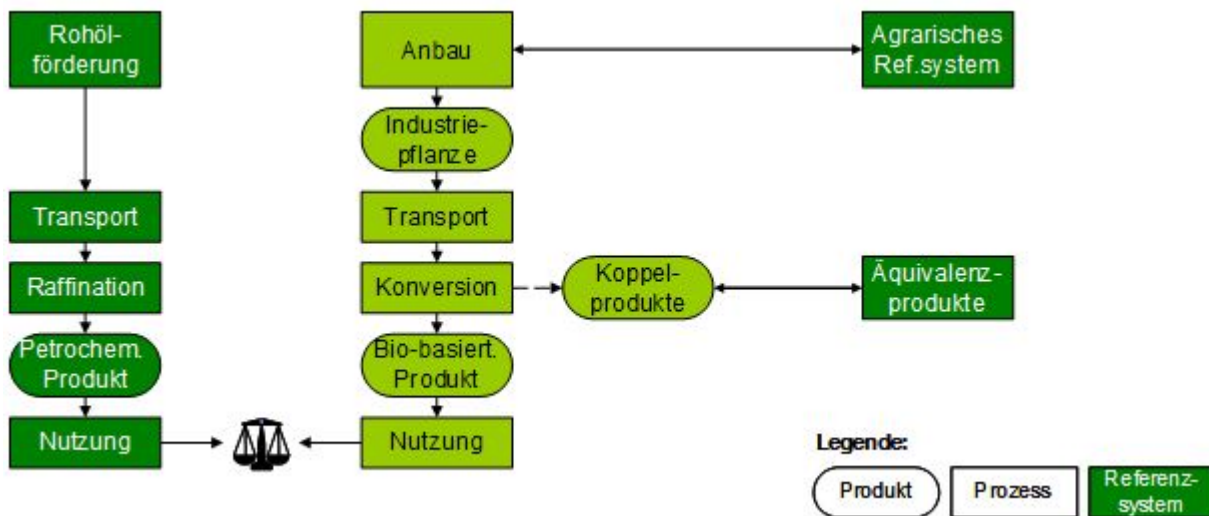 Rohöl-
förderung
Anbau
Agrarisches
Ref.system
Industrie-
pflanze
Transport
Transport
Raffination
Konversion
Koppel-
produkte
Äquivalenz-
produkte
Petrochem.
Produkt
Bio-basiert.
Produkt
Nutzung
Nutzung
Legende:
Produkt
Prozess
Referenz-
system